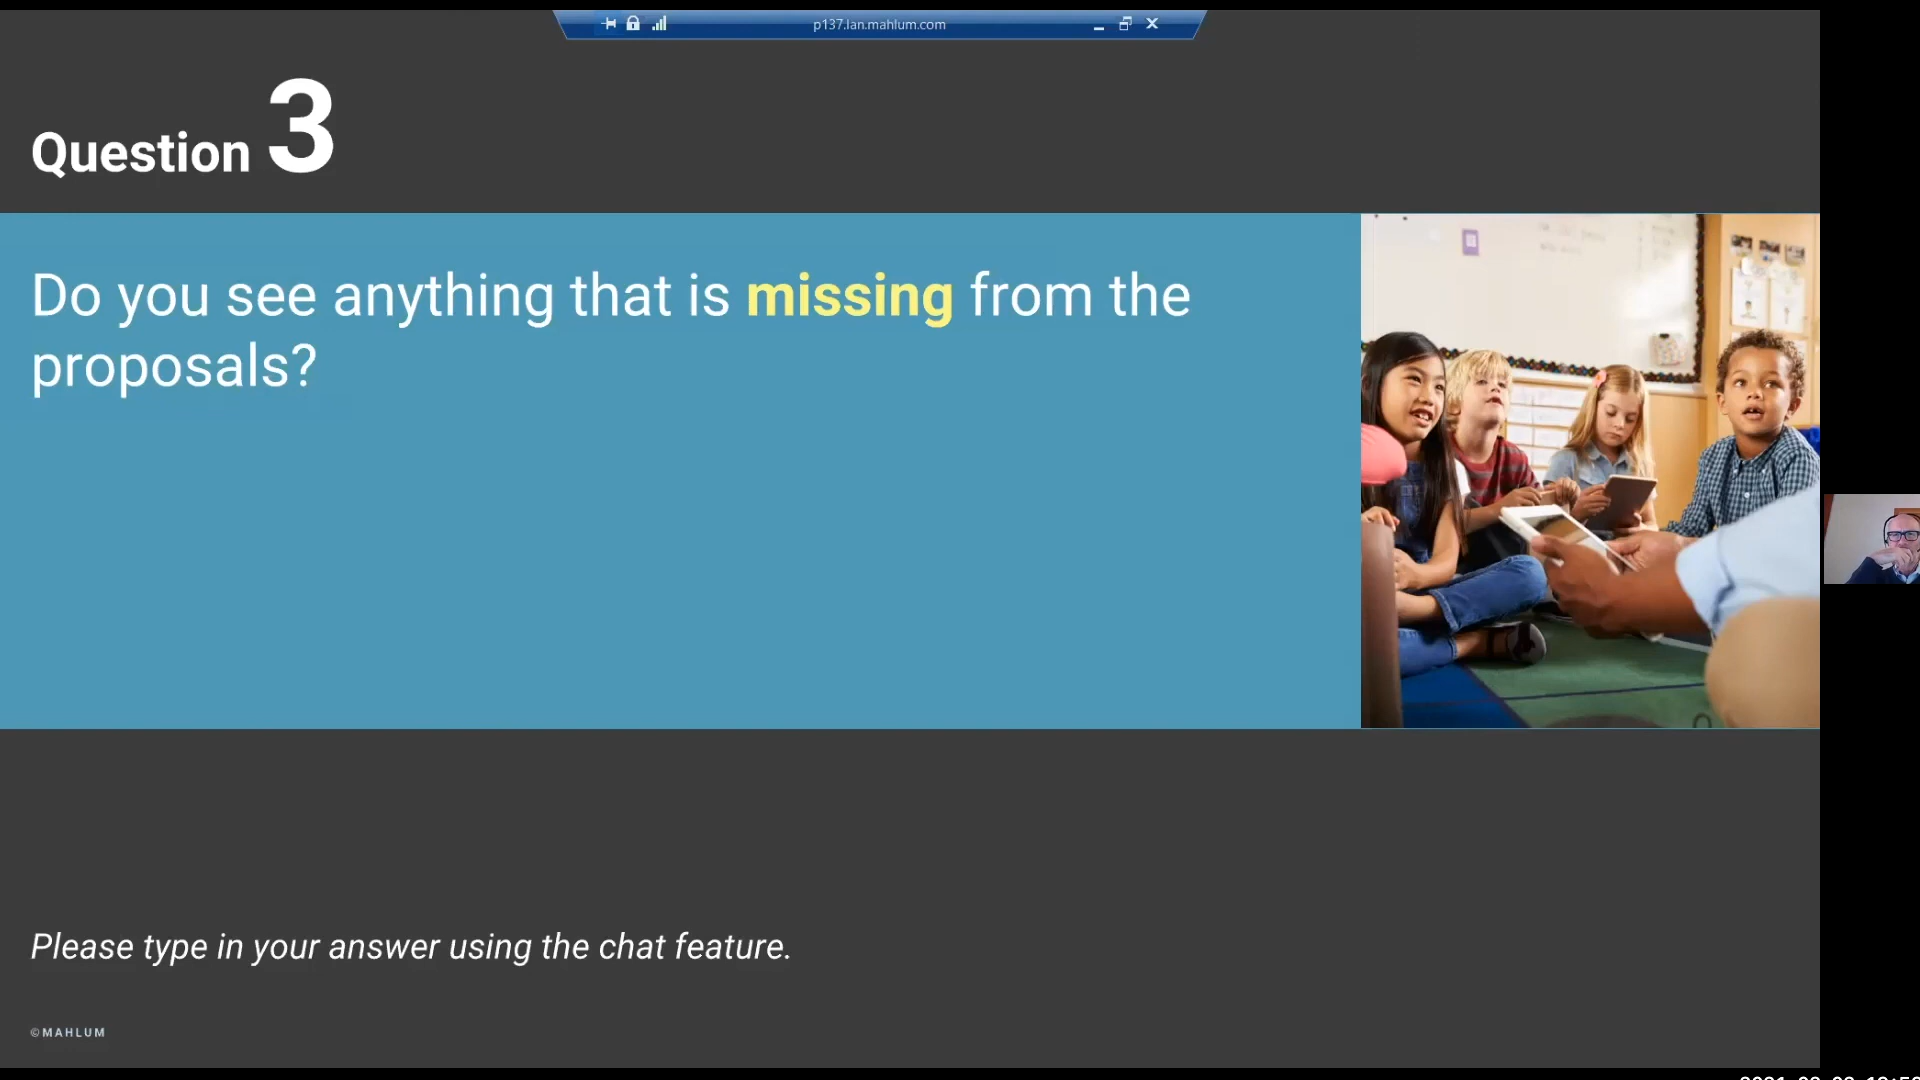 p137.lan.mahlum.com
Question 3
Do you see anything that is missing from the
proposals?
Please type in your answer using the chat feature.
©MAHLUM